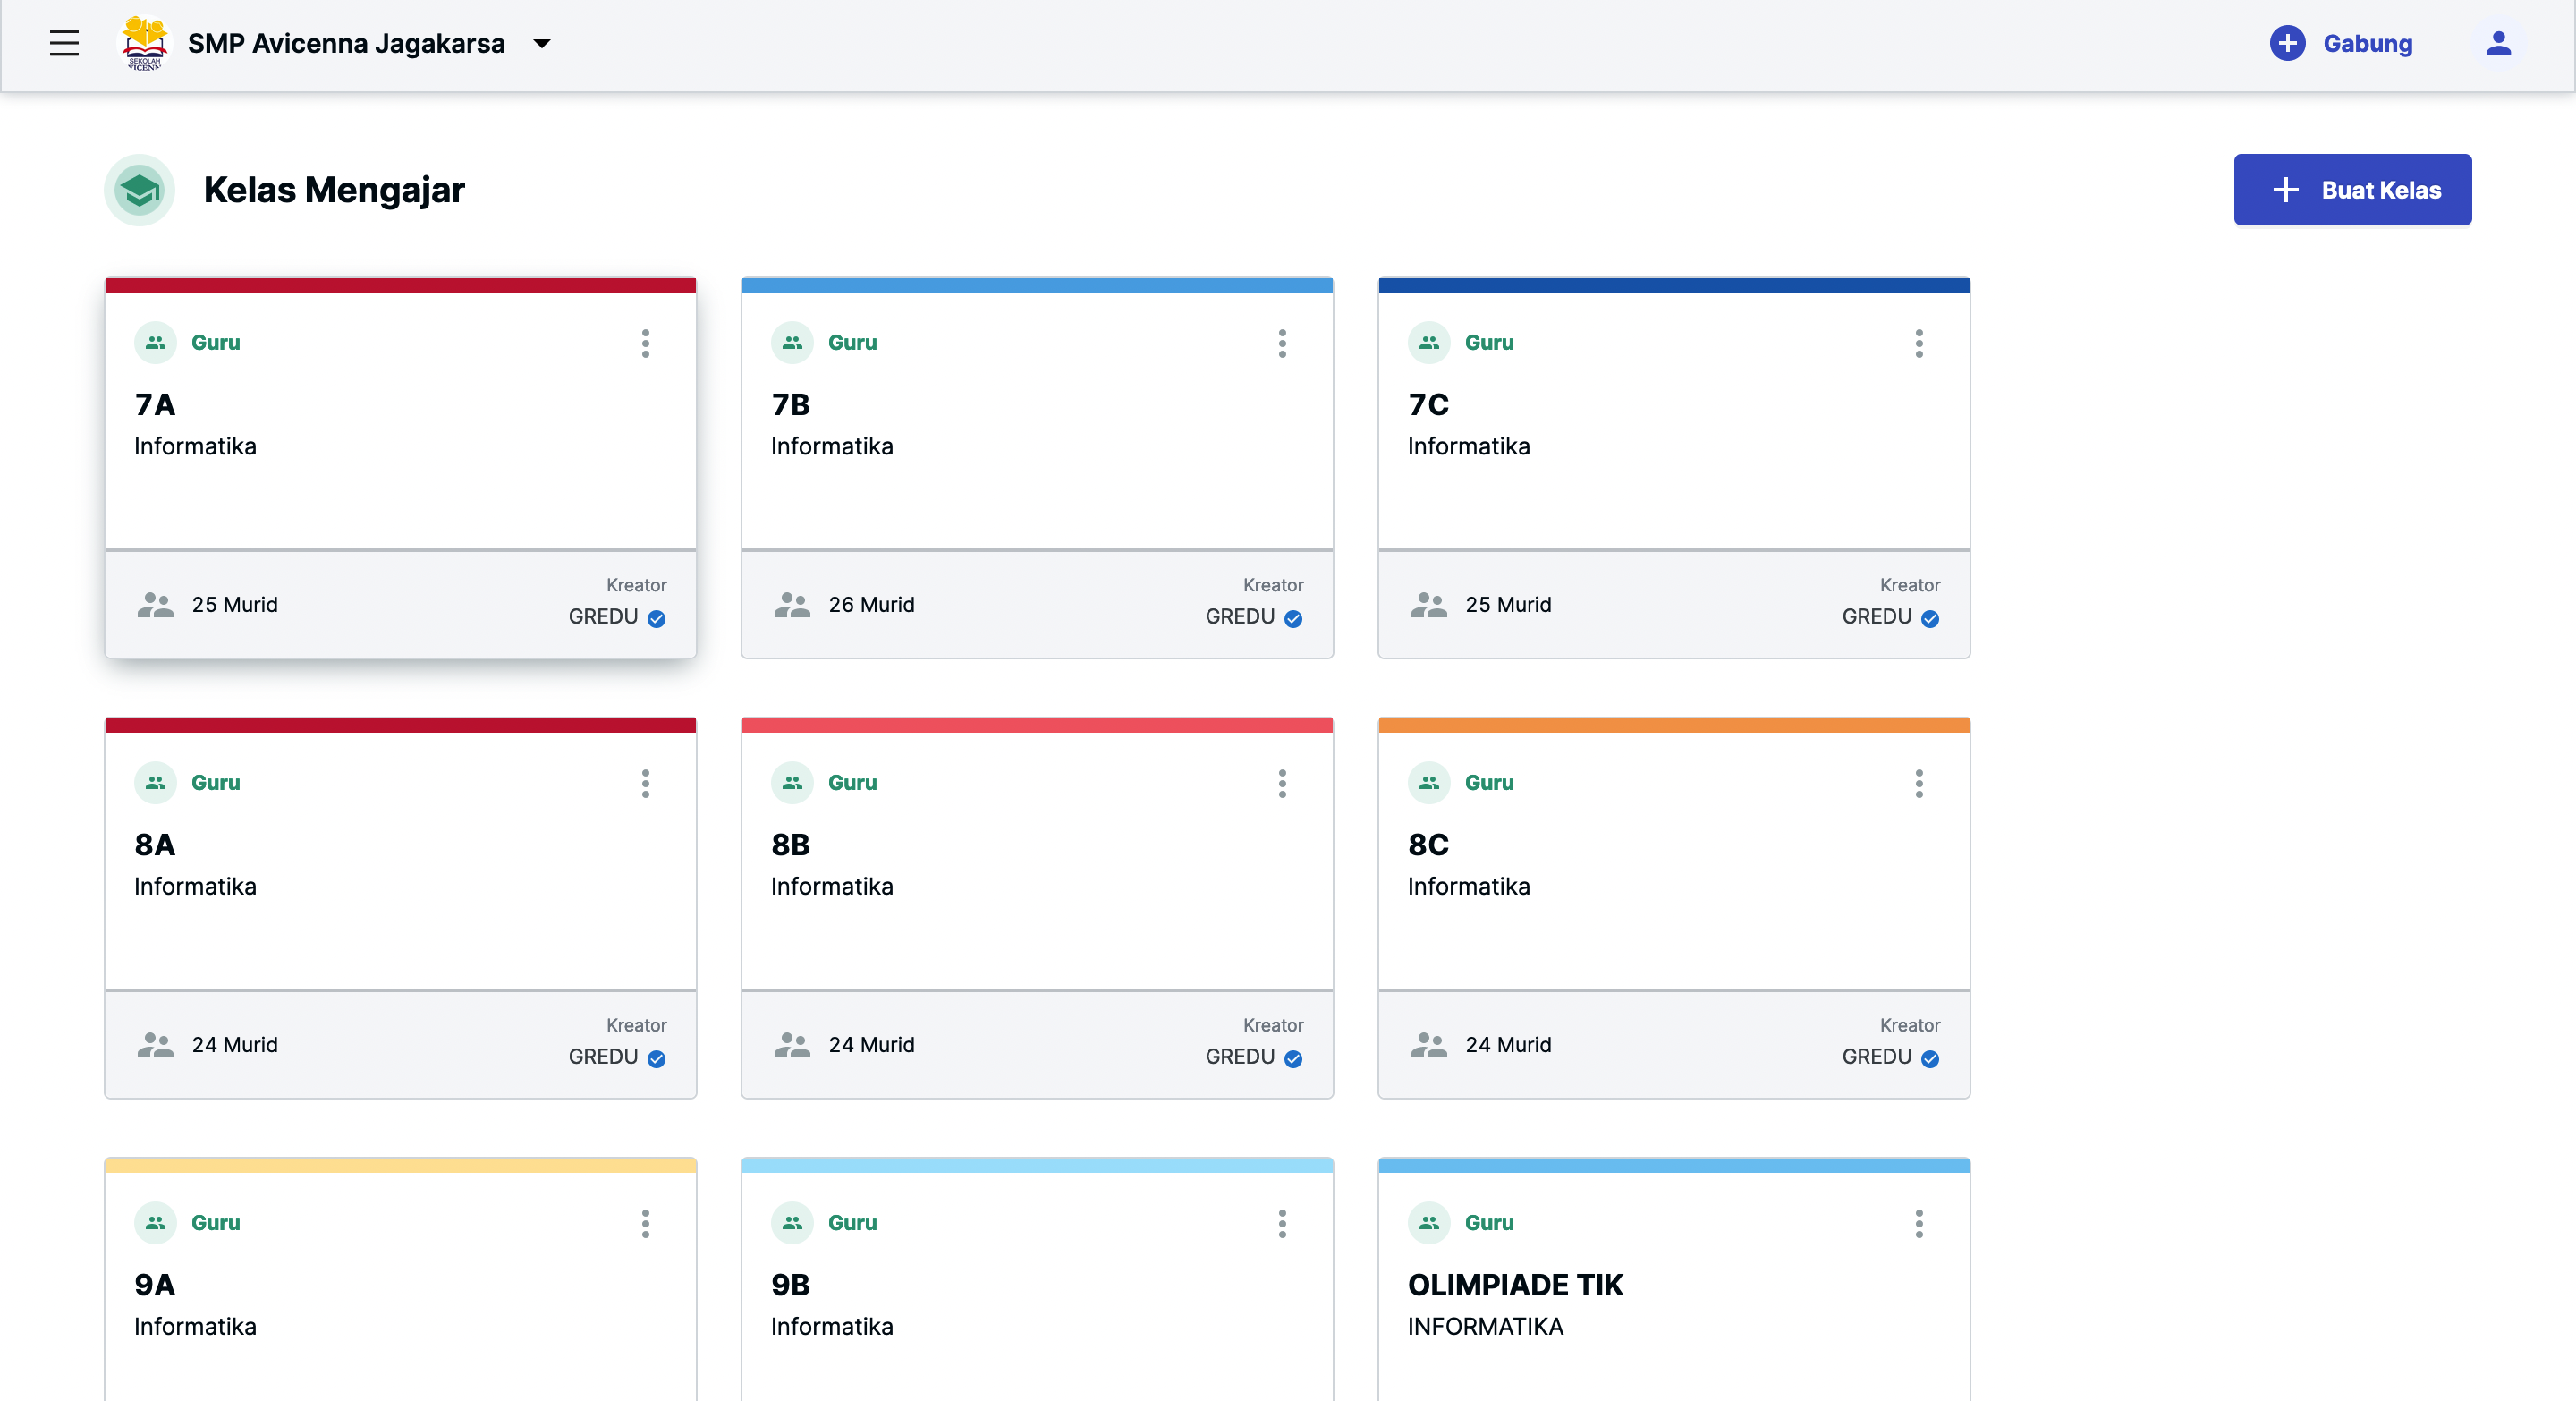 SEKOLAH
SMP Avicenna Jagakarsa
Gabung
Kelas Mengajar
Buat Kelas
Guru
7A
Informatika
25 Murid
Kreator
GREDU
Guru
7B
Informatika
26 Murid
Kreator
GREDU
Guru
7C
Informatika
25 Murid
Kreator
GREDU
Guru
8A
Informatika
24 Murid
Kreator
GREDU
Guru
8B
Informatika
24 Murid
Kreator
GREDU
Guru
8C
Informatika
24 Murid
Kreator
GREDU
Guru
9A
Informatika
Guru
9B
Informatika
Guru
OLIMPIADE TIK
INFORMATIKA